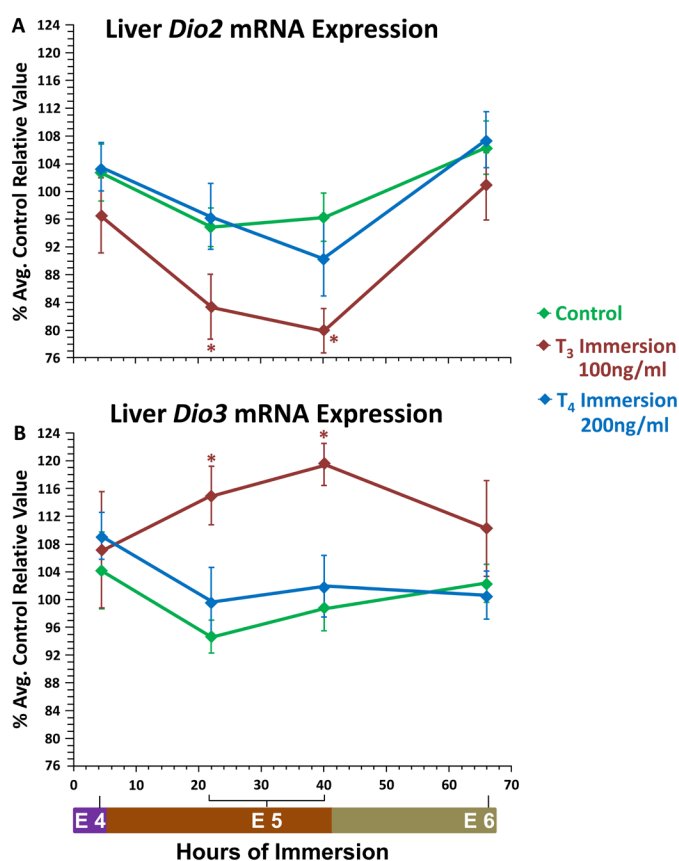 A
Liver Dio2 mRNA Expression
% Avg. Control Relative Value
124
120
116
112
108
104
100
96
92
88
84
80
76
*
*
Control
T3 Immersion
100ng/ml
T4 Immersion
200ng/ml
B
Liver Dio3 mRNA Expression
% Avg. Control Relative Value
124
120
116
112
108
104
100
96
92
88
84
80
76
*
*
0 10 20 30 40 50 60 70
E 4 E 5 E 6
Hours of Immersion